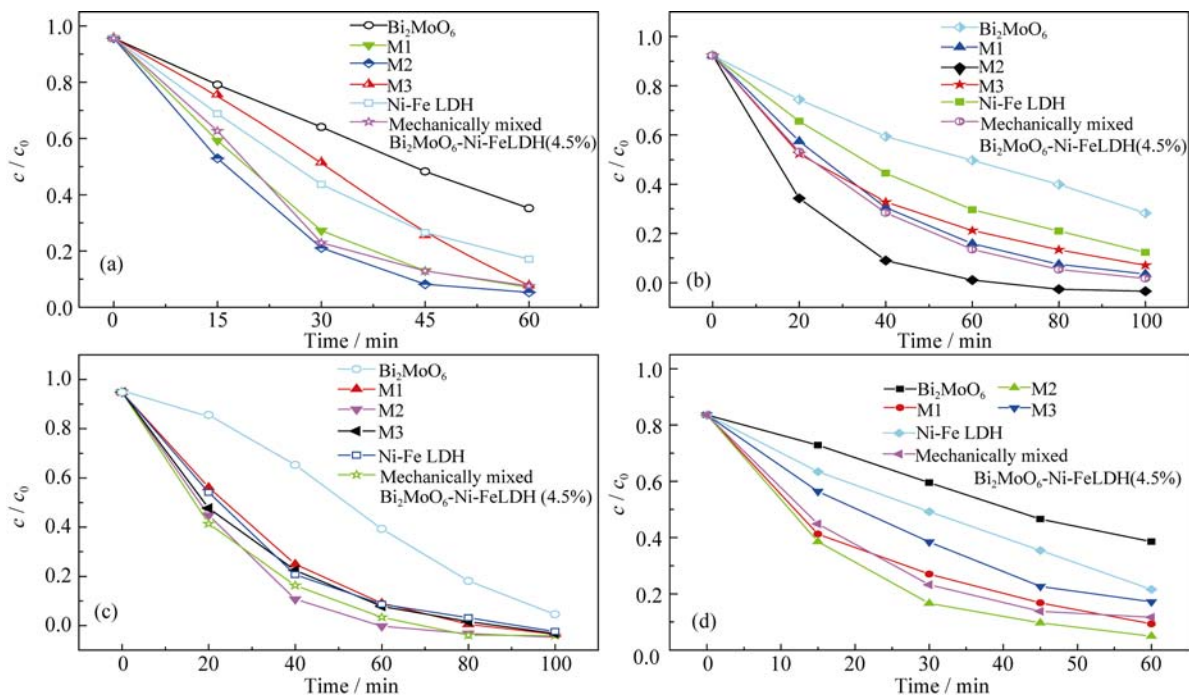 1.0
0.8
0.6
0.4
0.2
0.0
c / c₀
Bi₂MoO₆
M1
M2
M3
Ni-Fe LDH
Mechanically mixed
Bi₂MoO₆-Ni-FeLDH(4.5%)
(a)
0 15 30 45 60
Time / min
1.0
0.8
0.6
0.4
0.2
0.0
c / c₀
Bi₂MoO₆
M1
M2
M3
Ni-Fe LDH
Mechanically mixed
Bi₂MoO₆-Ni-FeLDH(4.5%)
(b)
0 20 40 60 80 100
Time / min
1.0
0.8
0.6
0.4
0.2
0.0
c / c₀
Bi₂MoO₆
M1
M2
M3
Ni-Fe LDH
Mechanically mixed
Bi₂MoO₆-Ni-FeLDH (4.5%)
(c)
0 20 40 60 80 100
Time / min
1.0
0.8
0.6
0.4
0.2
0.0
c / c₀
Bi₂MoO₆ M2
M1 M3
Ni-Fe LDH
Mechanically mixed
Bi₂MoO₆-Ni-FeLDH(4.5%)
(d)
0 10 20 30 40 50 60
Time / min